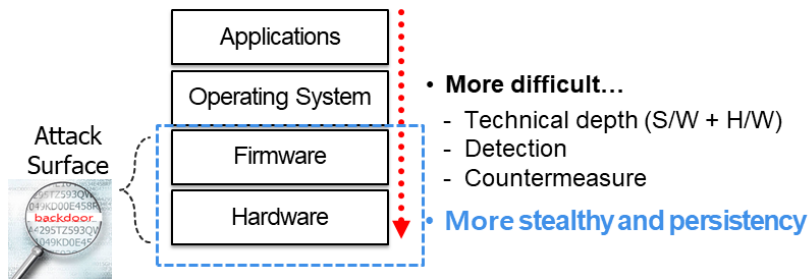 Applications
Operating System
Firmware
Hardware
Attack
Surface
backdoor
• More difficult...
- Technical depth (S/W + H/W)
- Detection
- Countermeasure
• More stealthy and persistency